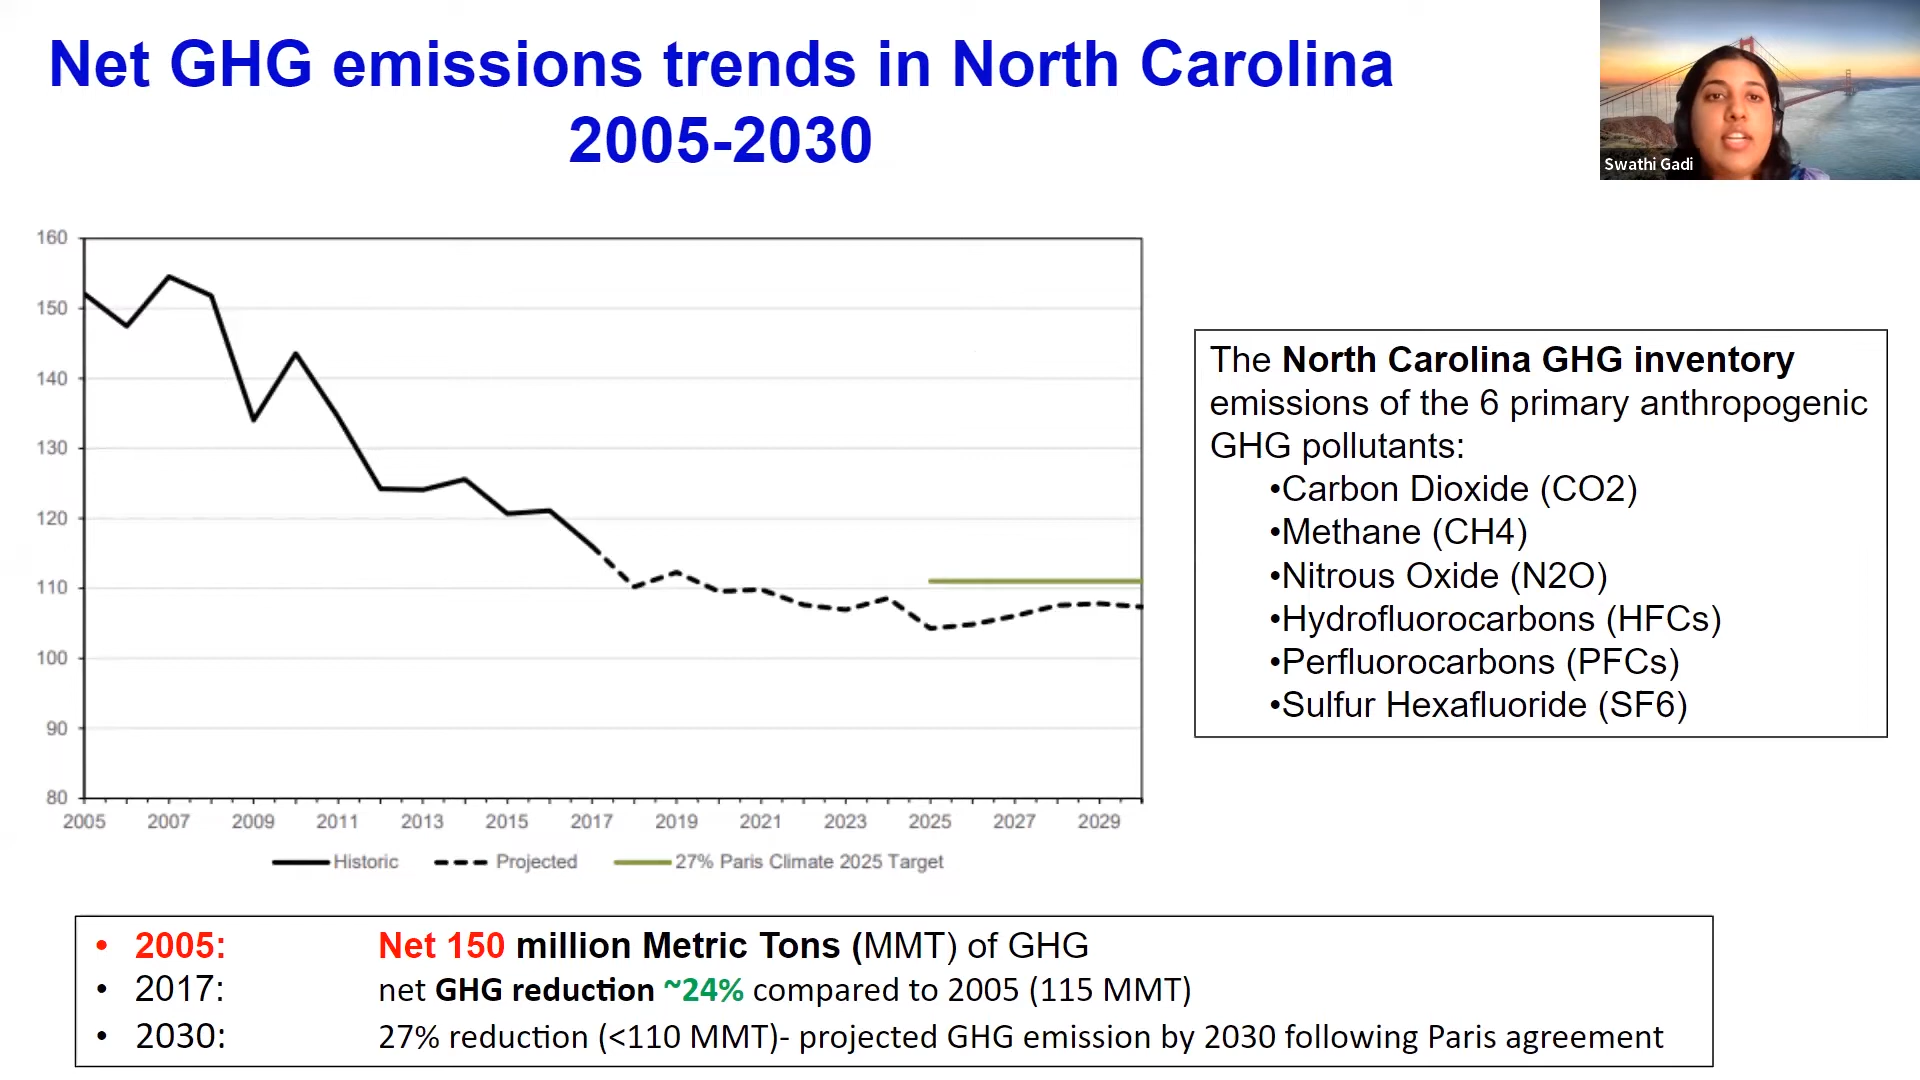 Net GHG emissions trends in North Carolina
2005-2030
Swathi Gadi
160
150
140
130
120
110
100
90
80
2005 2007 2009 2011 2013 2015 2017 2019 2021 2023 2025 2027 2029
Historic Projected 27% Paris Climate 2025 Target
The North Carolina GHG inventory
emissions of the 6 primary anthropogenic
GHG pollutants:
•Carbon Dioxide (CO2)
•Methane (CH4)
•Nitrous Oxide (N2O)
•Hydrofluorocarbons (HFCs)
•Perfluorocarbons (PFCs)
•Sulfur Hexafluoride (SF6)
• 2005: Net 150 million Metric Tons (MMT) of GHG
• 2017: net GHG reduction ~24% compared to 2005 (115 MMT)
• 2030: 27% reduction (<110 MMT)- projected GHG emission by 2030 following Paris agreement